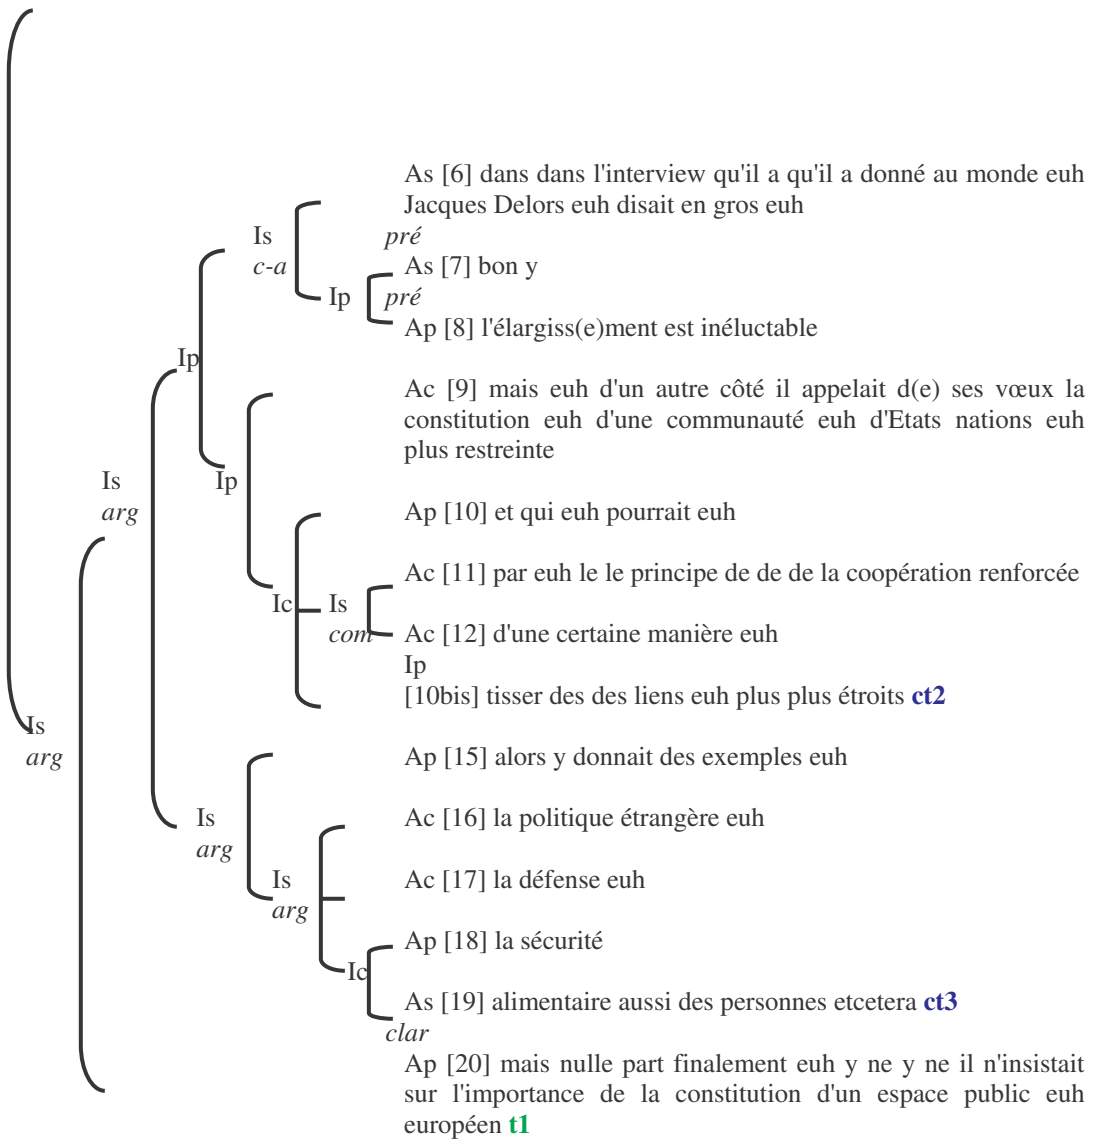 As [6] dans dans l'interview qu'il a qu'il a donné au monde euh
Jacques Delors euh disait en gros euh
Is
pré
c-a
As [7] bon y
Ip
pré
Ap [8] l'élargiss(e)ment est inéluctable
Ip
Ac [9] mais euh d'un autre côté il appelait d(e) ses vœux la
constitution euh d'une communauté euh d'Etats nations euh
plus restreinte
Is
Ip
arg
Ap [10] et qui euh pourrait euh
Ac [11] par euh le le principe de de de la coopération renforcée
Ic
Is
com
Ac [12] d'une certaine manière euh
Ip
[10bis] tisser des des liens euh plus plus étroits ct2
Is
arg
Ap [15] alors y donnait des exemples euh
Is
Ac [16] la politique étrangère euh
arg
Is
Ac [17] la défense euh
arg
Ap [18] la sécurité
Ic
As [19] alimentaire aussi des personnes etcetera ct3
clar
Ap [20] mais nulle part finalement euh y ne y ne il n'insistait
sur l'importance de la constitution d'un espace public euh
européen t1